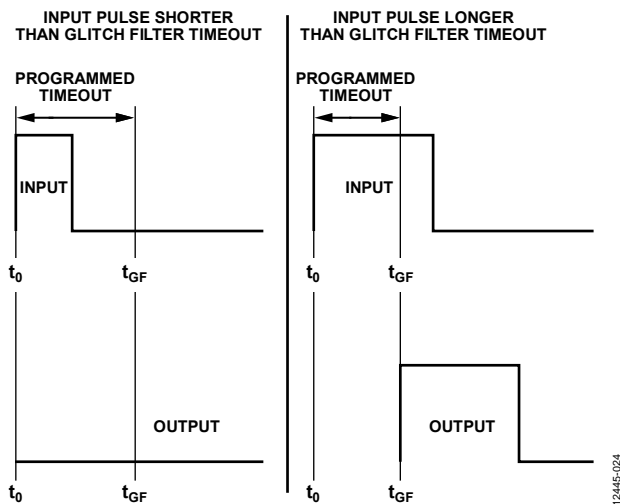 INPUT PULSE SHORTER
THAN GLITCH FILTER TIMEOUT
INPUT PULSE LONGER
THAN GLITCH FILTER TIMEOUT
PROGRAMMED
TIMEOUT
PROGRAMMED
TIMEOUT
INPUT
INPUT
t0
tGF
t0
tGF
OUTPUT
OUTPUT
t0
tGF
t0
tGF
12445-024